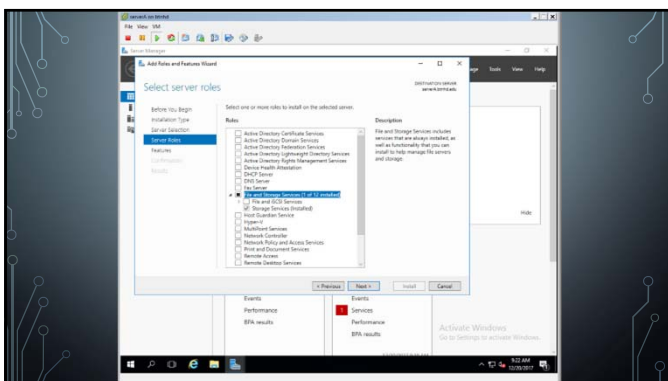 serverA on bthnhd
File View VM
Server Manager
Manage Tools View Help
Add Roles and Features Wizard
Select server roles
DESTINATION SERVER
Before You Begin
Installation Type
Server Selection
Server Roles
Features
Confirmation
Results
Select one or more roles to install on the selected server.
Roles
Active Directory Certificate Services
Active Directory Domain Services
Active Directory Federation Services
Active Directory Lightweight Directory Services
Active Directory Rights Management Services
Device Health Attestation
DHCP Server
DNS Server
Fax Server
File and Storage Services (1 of 12 installed)
File and iSCSI Services
Storage Services (Installed)
Host Guardian Service
Hyper-V
MultiPoint Services
Network Controller
Network Policy and Access Services
Print and Document Services
Remote Access
Remote Desktop Services
Description
File and Storage Services includes
services that are always installed, as
well as functionality that you can
install to help manage file servers
and storage.
Hide
< Previous
Next >
Install
Cancel
Events
Performance
BPA results
Events
1 Services
Performance
BPA results
Activate Windows
Go to Settings to activate Windows.
9:22 AM
12/20/2017